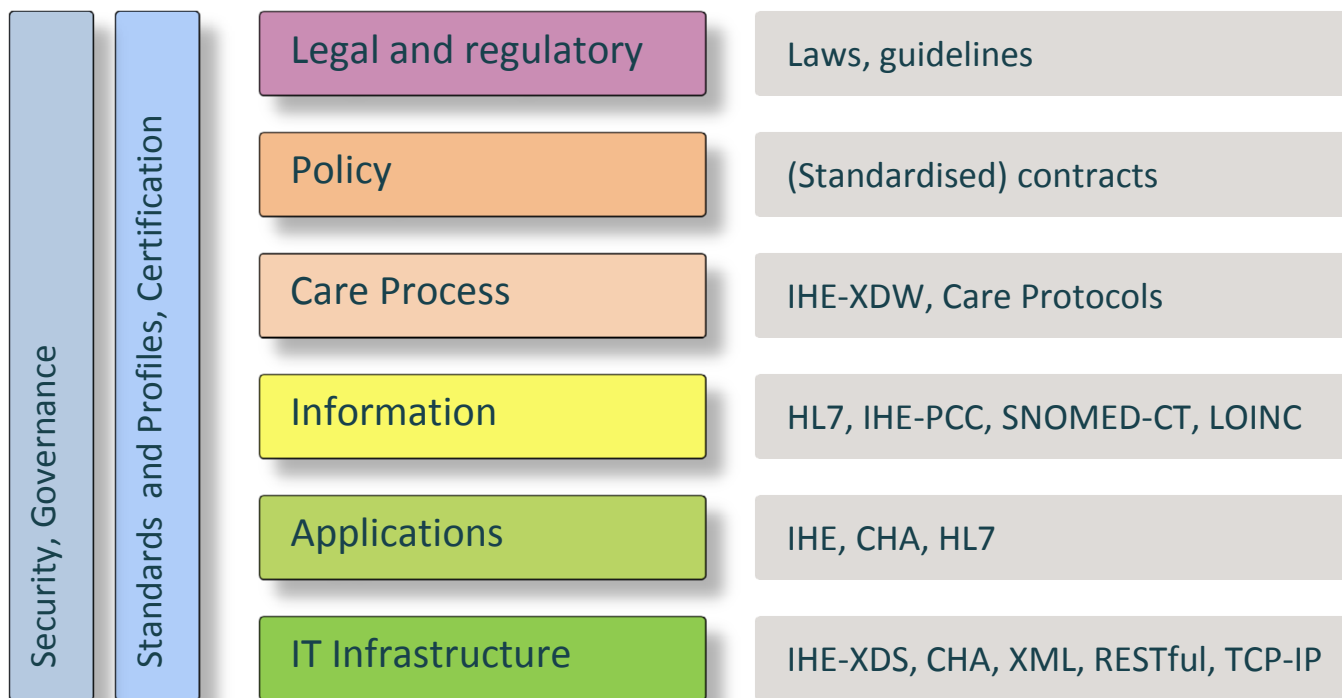 Security, Governance
Standards and Profiles, Certification
Legal and regulatory
Laws, guidelines
Policy
(Standardised) contracts
Care Process
IHE-XDW, Care Protocols
Information
HL7, IHE-PCC, SNOMED-CT, LOINC
Applications
IHE, CHA, HL7
IT Infrastructure
IHE-XDS, CHA, XML, RESTful, TCP-IP